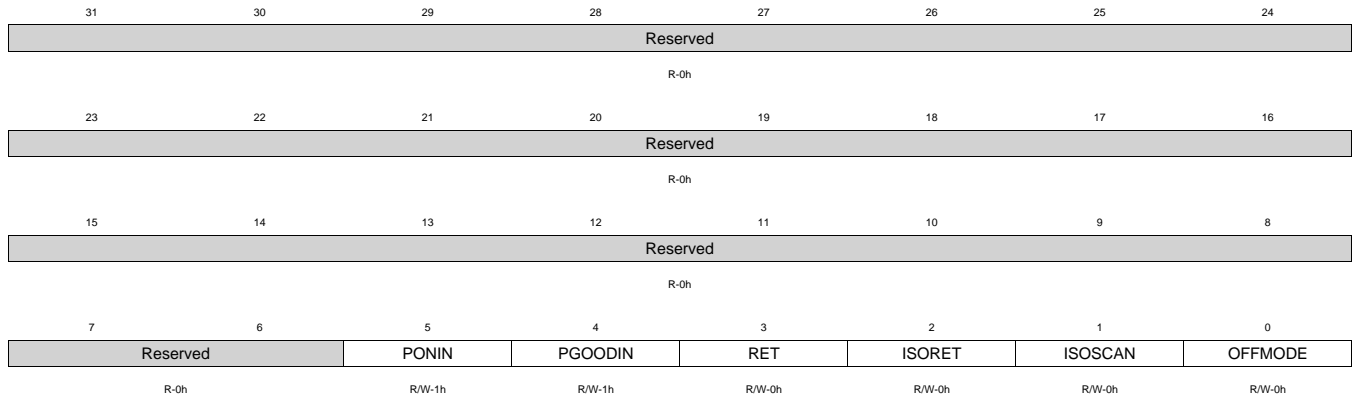 31 30 29 28 27 26 25 24
Reserved
R-0h
23 22 21 20 19 18 17 16
Reserved
R-0h
15 14 13 12 11 10 9 8
Reserved
R-0h
7 6 5 4 3 2 1 0
Reserved PONIN PGOODIN RET ISORET ISOSCAN OFFMODE
R-0h R/W-1h R/W-1h R/W-0h R/W-0h R/W-0h R/W-0h